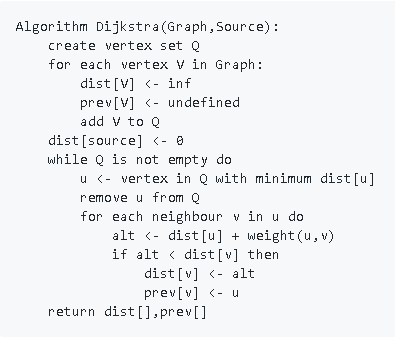 Algorithm Dijkstra(Graph,Source):
    create vertex set Q
    for each vertex V in Graph:
        dist[V] <- inf
        prev[V] <- undefined
        add V to Q
    dist[source] <- 0
    while Q is not empty do
        u <- vertex in Q with minimum dist[u]
        remove u from Q
        for each neighbour v in u do
            alt <- dist[u] + weight(u,v)
            if alt < dist[v] then
                dist[v] <- alt
                prev[v] <- u
    return dist[],prev[]